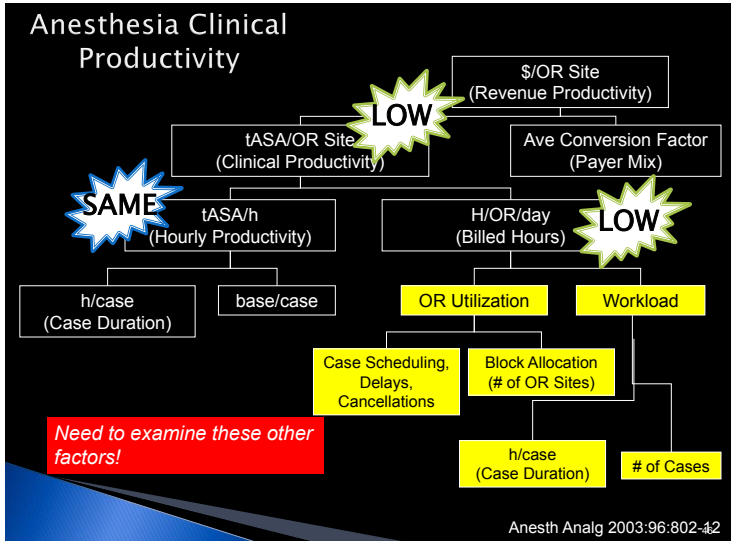 Anesthesia Clinical
Productivity
$/OR Site
(Revenue Productivity)
LOW
tASA/OR Site
(Clinical Productivity)
Ave Conversion Factor
(Payer Mix)
SAME
tASA/h
(Hourly Productivity)
H/OR/day
(Billed Hours)
LOW
h/case
(Case Duration)
base/case
OR Utilization
Workload
Case Scheduling,
Delays,
Cancellations
Block Allocation
(# of OR Sites)
Need to examine these other
factors!
h/case
(Case Duration)
# of Cases
Anesth Analg 2003:96:802-12